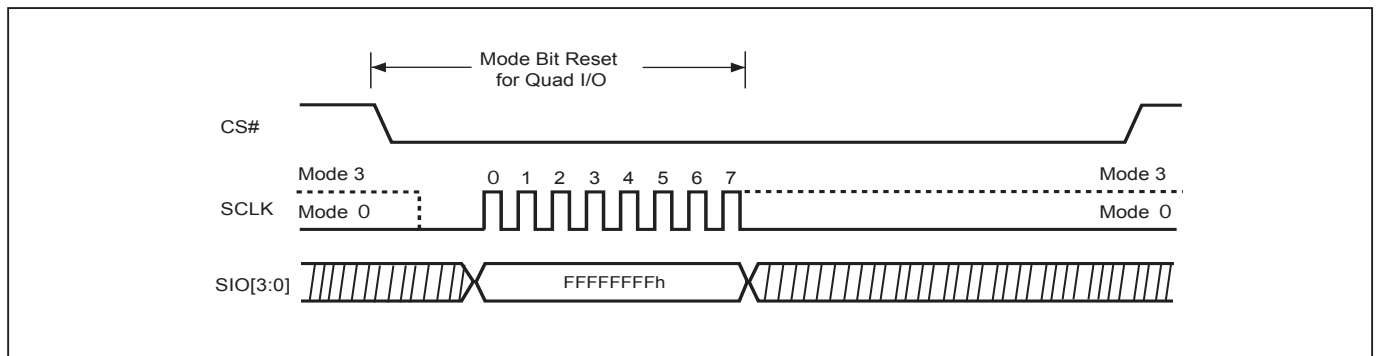 Mode Bit Reset
for Quad I/O
CS#
Mode 3
Mode 3
0 1 2 3 4 5 6 7
SCLK
Mode 0
Mode 0
SIO[3:0]
FFFFFFFFh